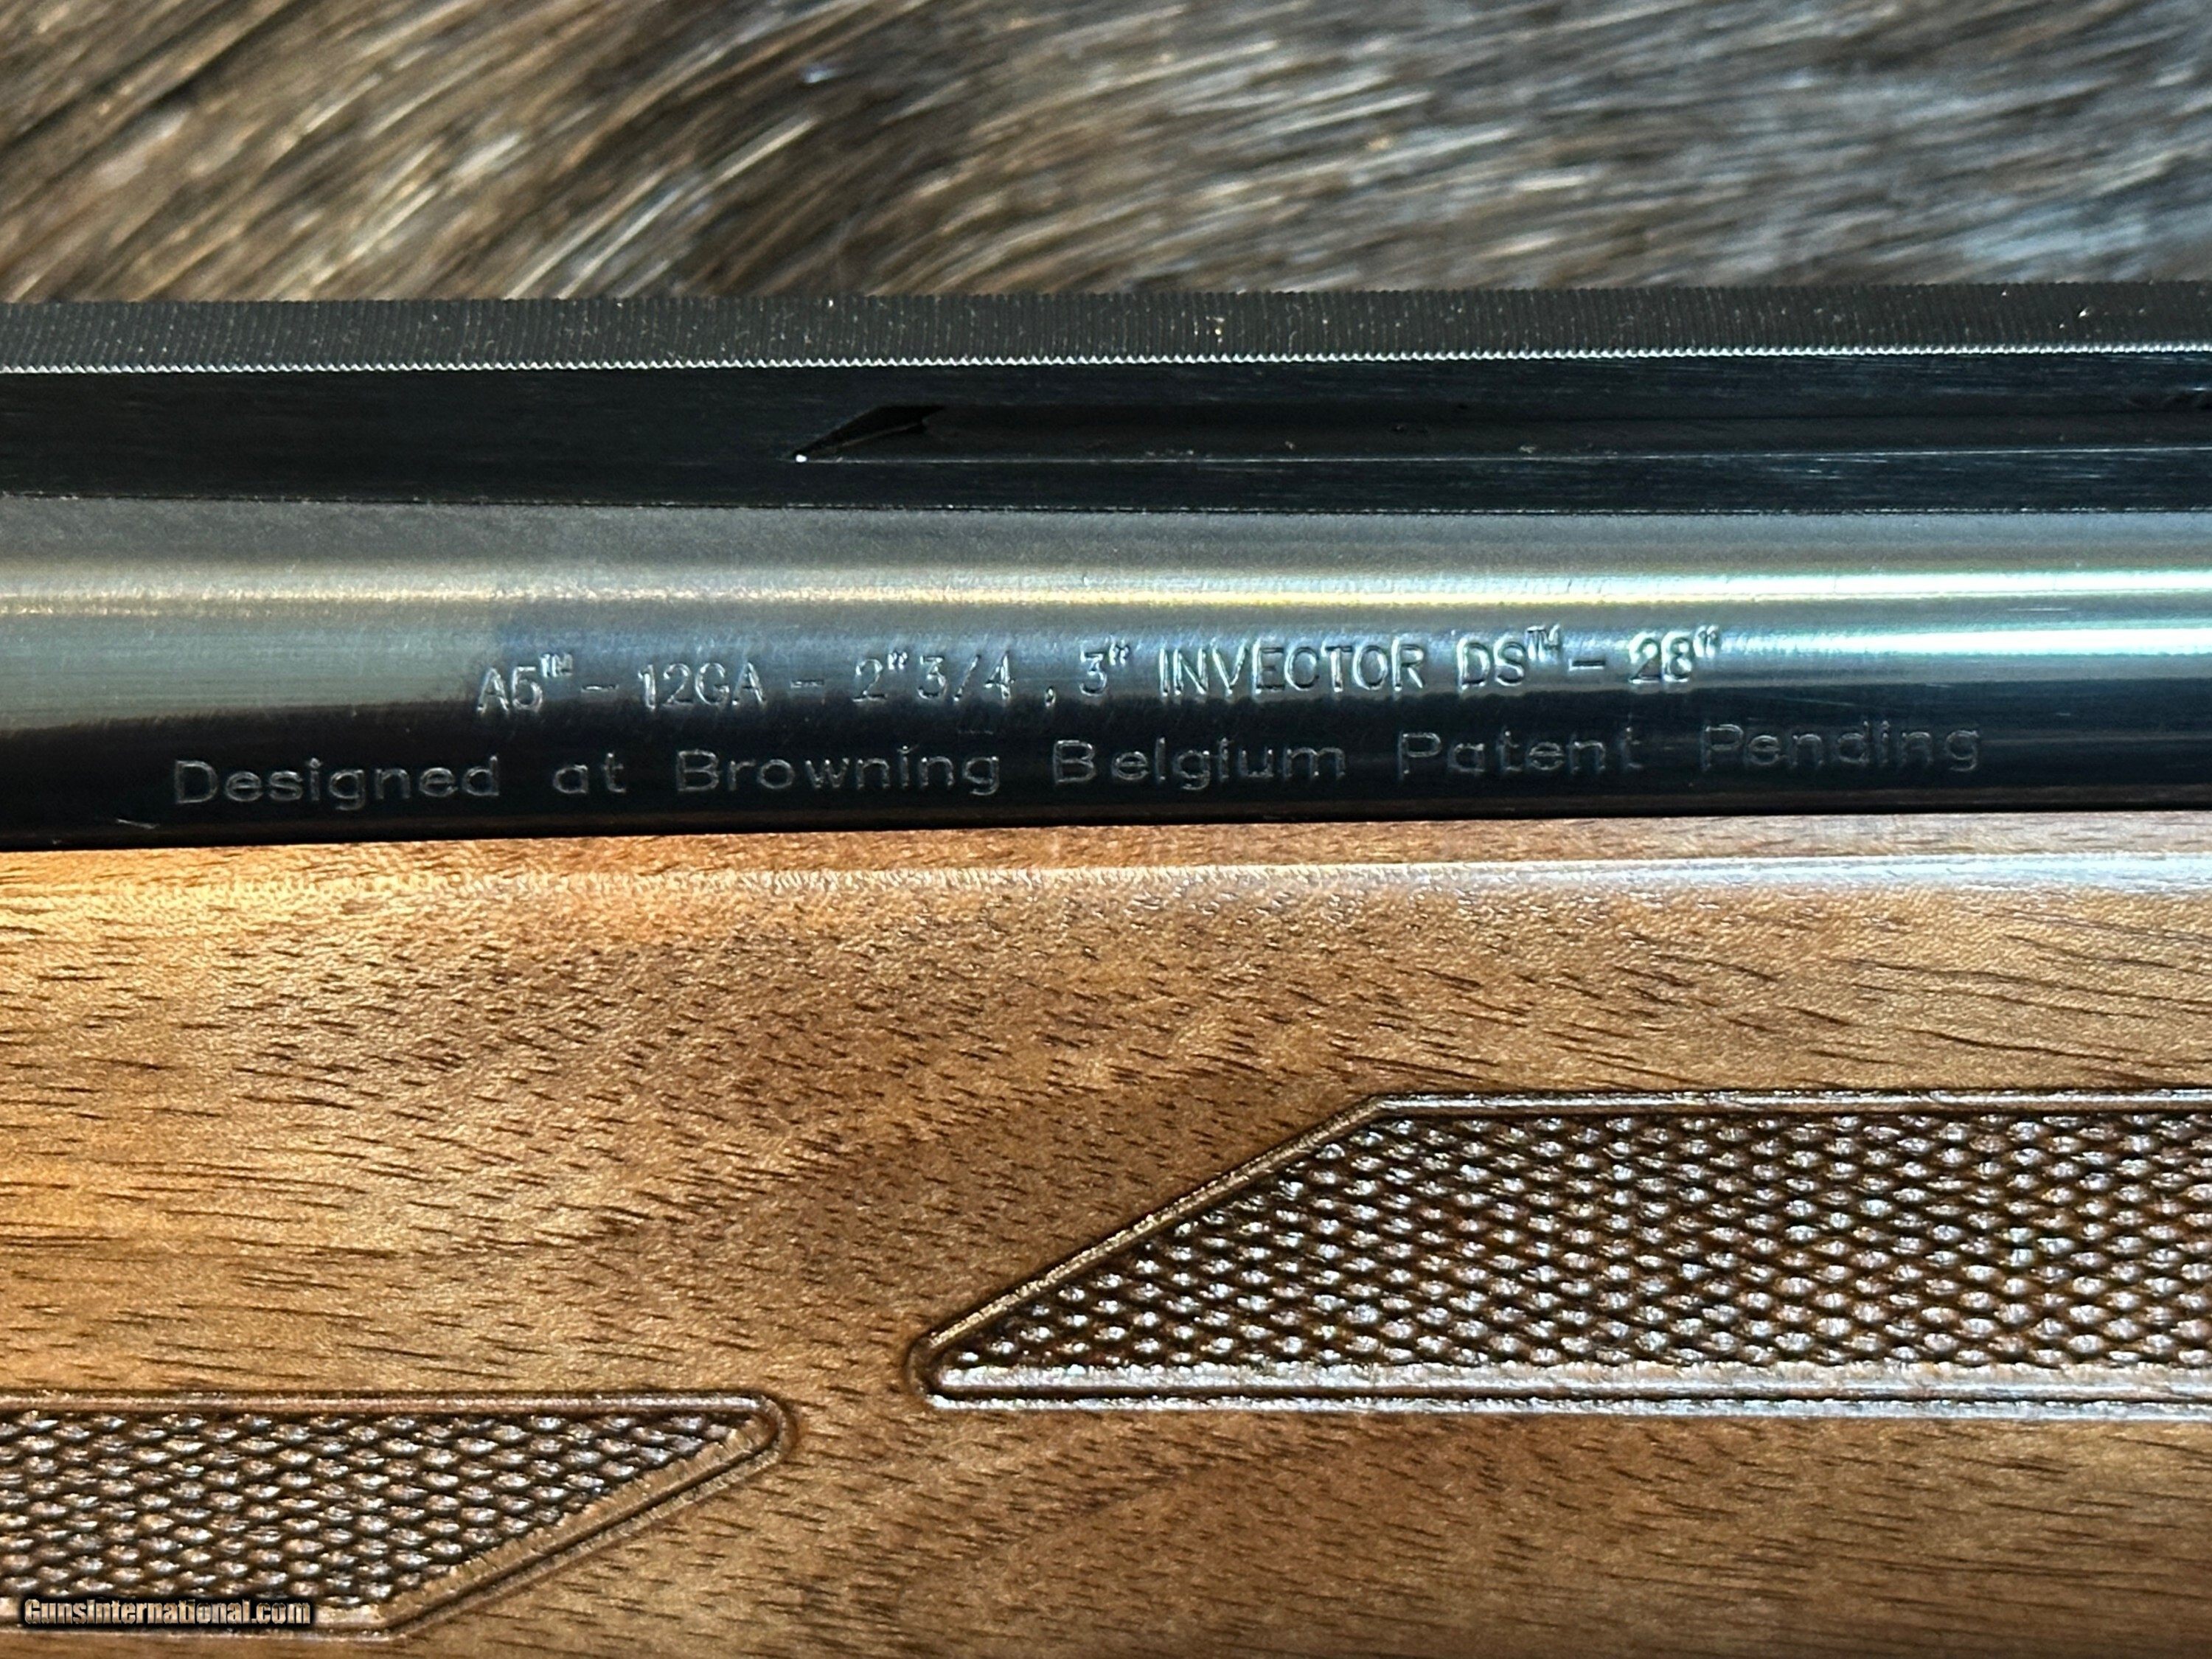 A5™ - 12GA - 2"3/4 , 3" INVECTOR DS™ - 28"
Designed at Browning Belgium Patent Pending
GunsInternational.com